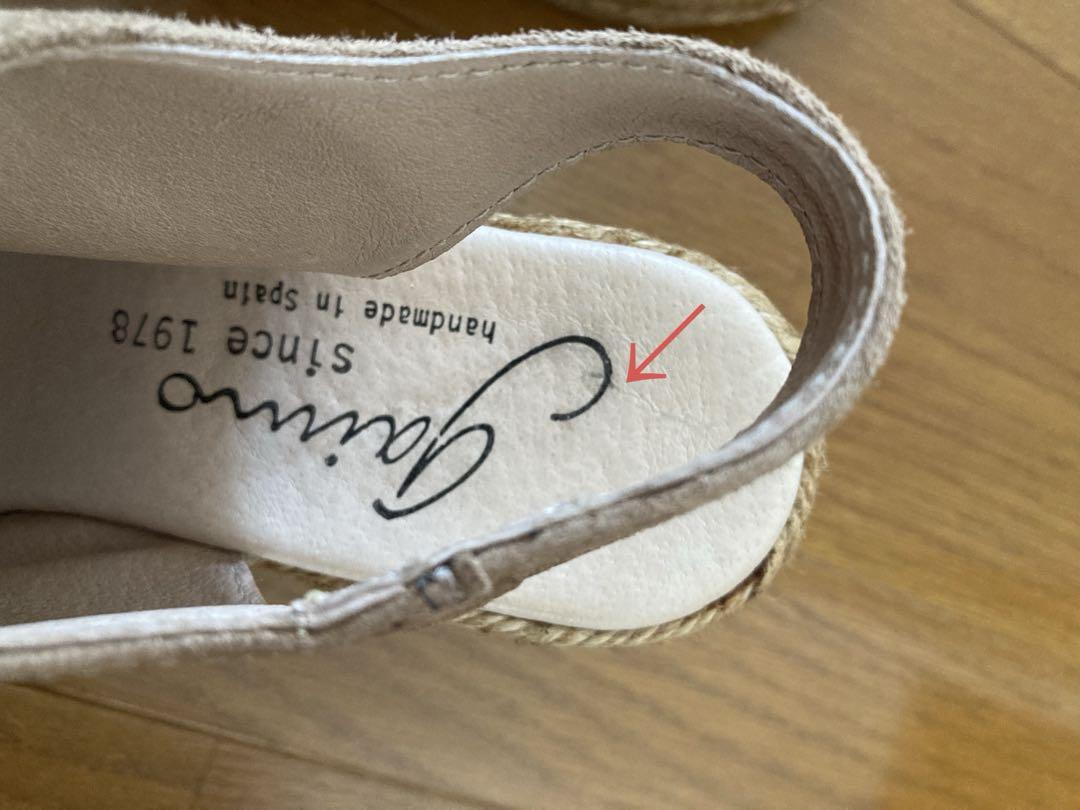 Gaimo
since 1978
handmade in Spain